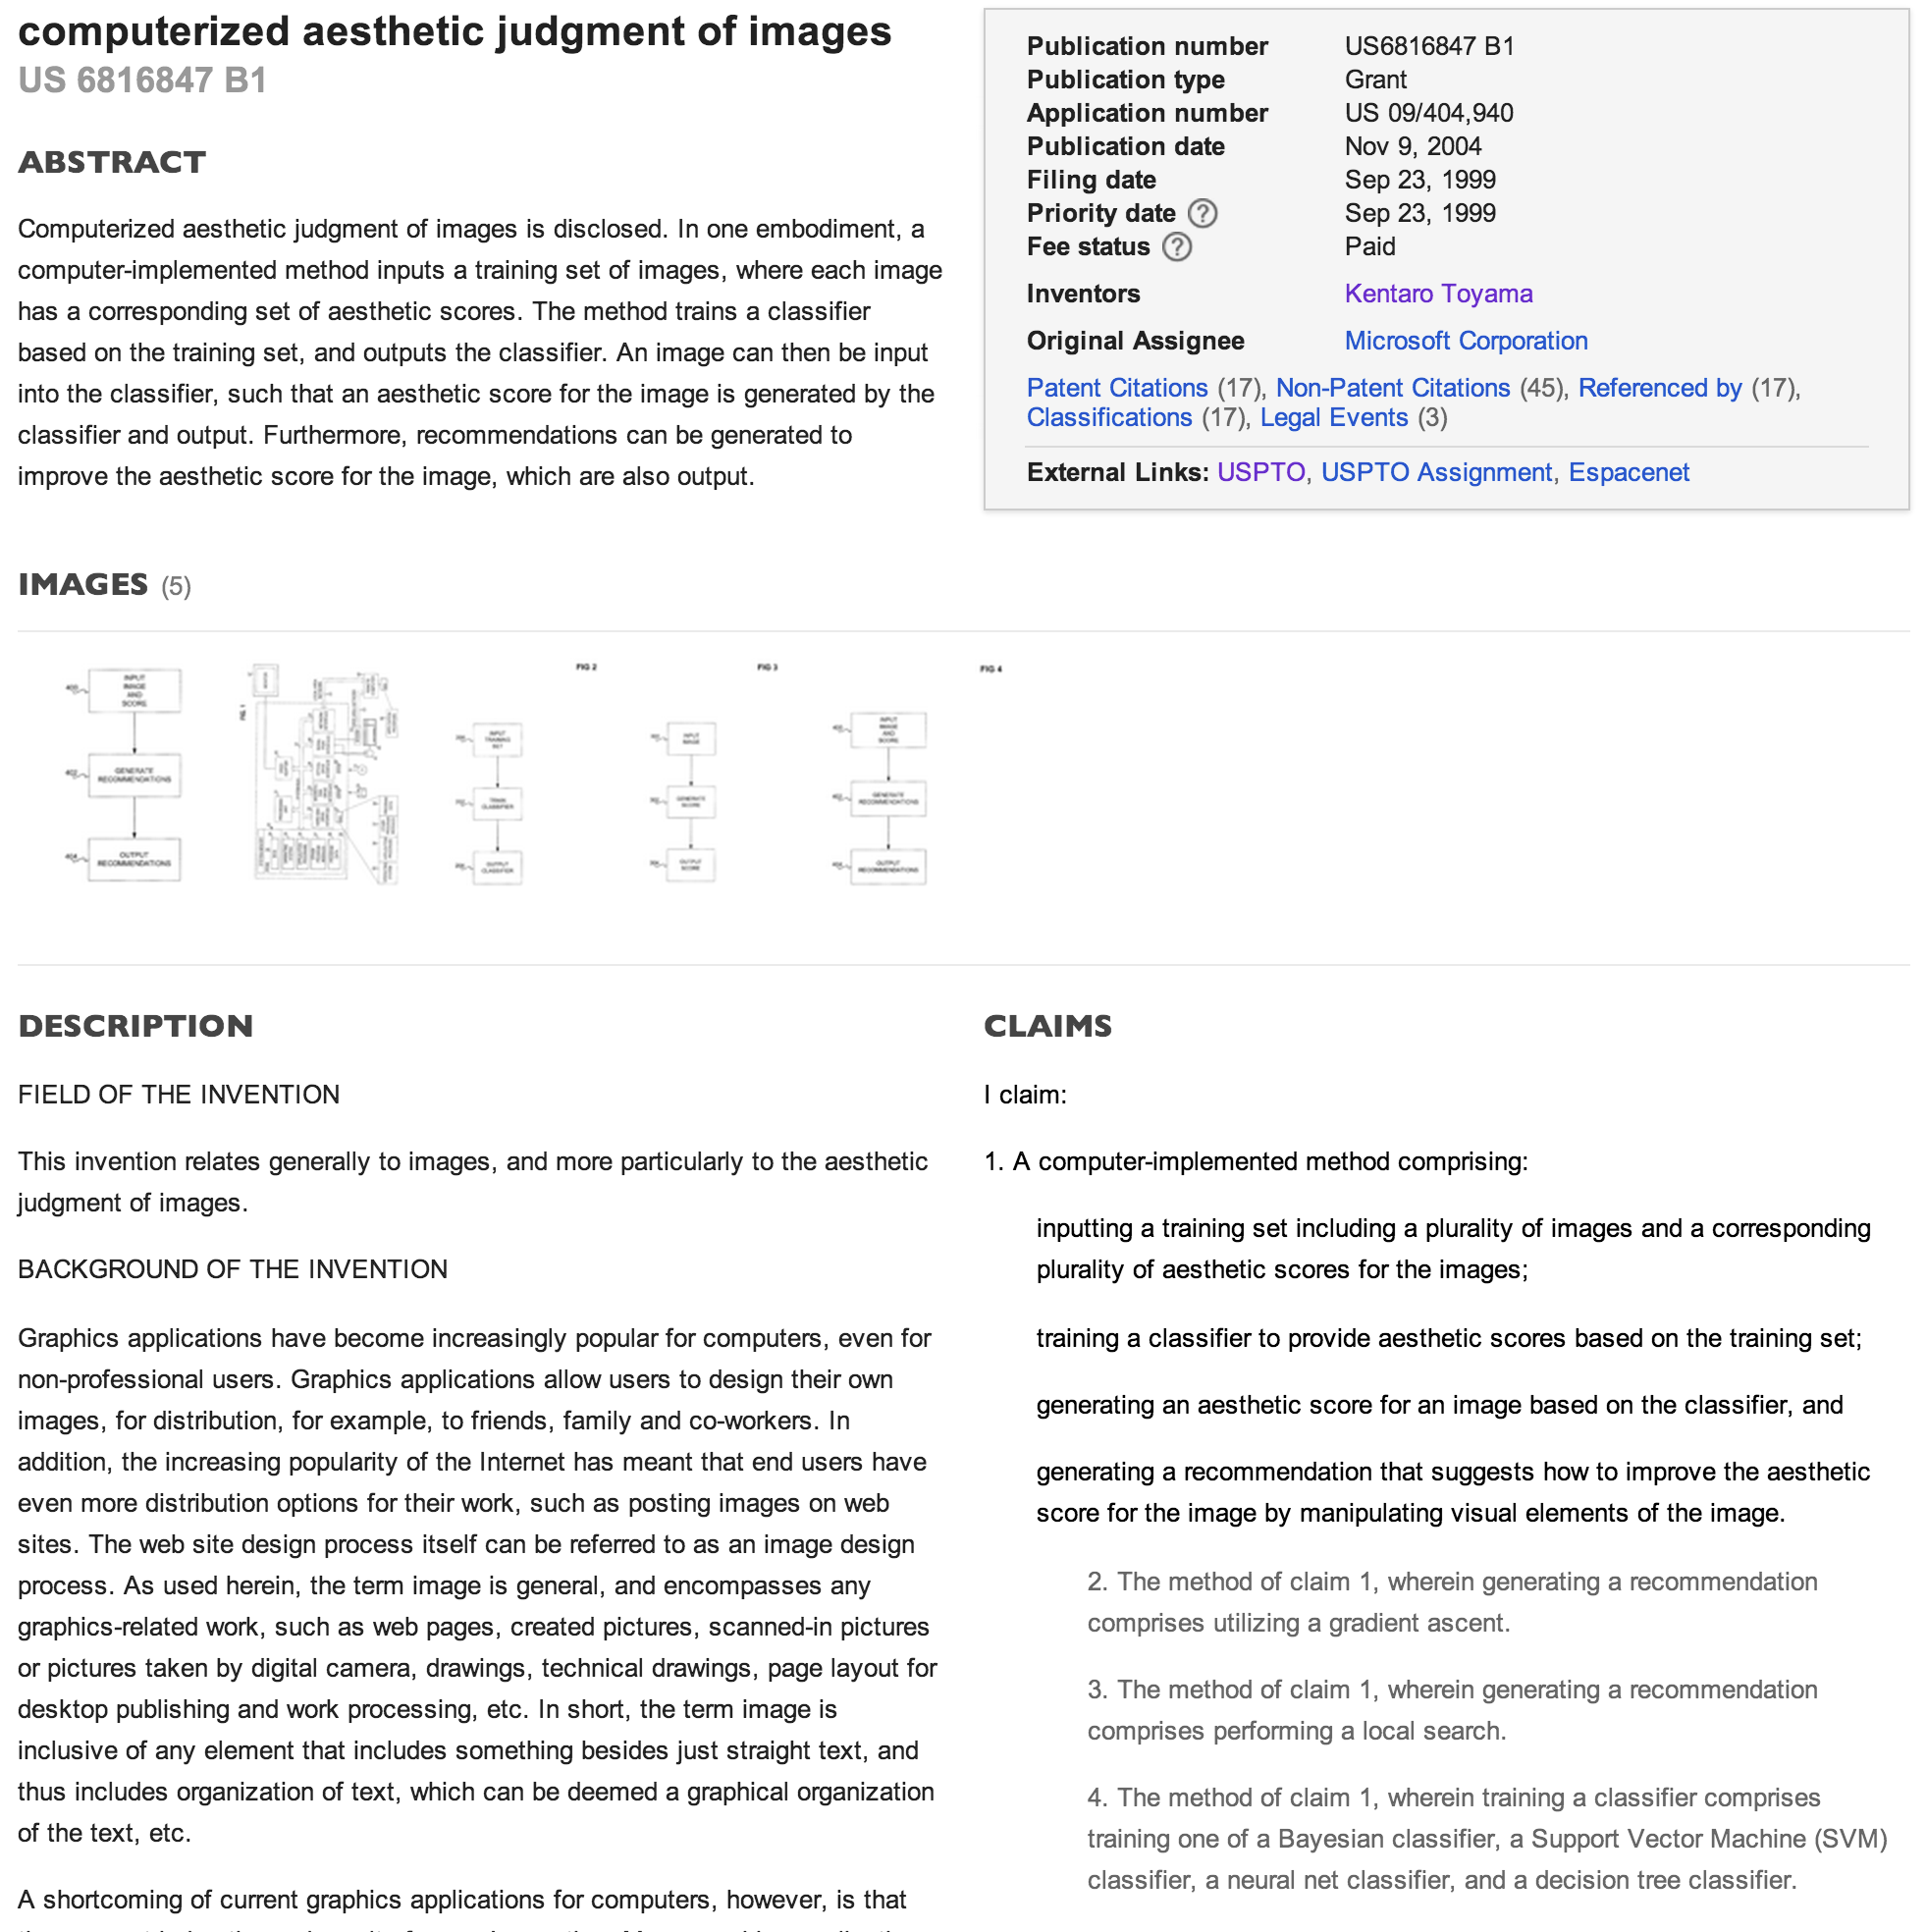 computerized aesthetic judgment of images
US 6816847 B1
ABSTRACT
Computerized aesthetic judgment of images is disclosed. In one embodiment, a
computer-implemented method inputs a training set of images, where each image
has a corresponding set of aesthetic scores. The method trains a classifier
based on the training set, and outputs the classifier. An image can then be input
into the classifier, such that an aesthetic score for the image is generated by the
classifier and output. Furthermore, recommendations can be generated to
improve the aesthetic score for the image, which are also output.
Publication number US6816847 B1
Publication type Grant
Application number US 09/404,940
Publication date Nov 9, 2004
Filing date Sep 23, 1999
Priority date ? Sep 23, 1999
Fee status ? Paid
Inventors Kentaro Toyama
Original Assignee Microsoft Corporation
Patent Citations (17), Non-Patent Citations (45), Referenced by (17),
Classifications (17), Legal Events (3)
External Links: USPTO, USPTO Assignment, Espacenet
IMAGES (5)
400
INPUT
IMAGE
AND
SCORE
402
GENERATE
RECOMMENDATIONS
404
OUTPUT
RECOMMENDATIONS
FIG 1
FIG 2
INPUT
TRAINING
SET
TRAIN
CLASSIFIER
OUTPUT
CLASSIFIER
FIG 3
INPUT
IMAGE
GENERATE
SCORE
OUTPUT
SCORE
FIG 4
INPUT
IMAGE
AND
SCORE
GENERATE
RECOMMENDATIONS
OUTPUT
RECOMMENDATIONS
DESCRIPTION
FIELD OF THE INVENTION
This invention relates generally to images, and more particularly to the aesthetic
judgment of images.
BACKGROUND OF THE INVENTION
Graphics applications have become increasingly popular for computers, even for
non-professional users. Graphics applications allow users to design their own
images, for distribution, for example, to friends, family and co-workers. In
addition, the increasing popularity of the Internet has meant that end users have
even more distribution options for their work, such as posting images on web
sites. The web site design process itself can be referred to as an image design
process. As used herein, the term image is general, and encompasses any
graphics-related work, such as web pages, created pictures, scanned-in pictures
or pictures taken by digital camera, drawings, technical drawings, page layout for
desktop publishing and work processing, etc. In short, the term image is
inclusive of any element that includes something besides just straight text, and
thus includes organization of text, which can be deemed a graphical organization
of the text, etc.
A shortcoming of current graphics applications for computers, however, is that
CLAIMS
I claim:
1. A computer-implemented method comprising:
inputting a training set including a plurality of images and a corresponding
plurality of aesthetic scores for the images;
training a classifier to provide aesthetic scores based on the training set;
generating an aesthetic score for an image based on the classifier, and
generating a recommendation that suggests how to improve the aesthetic
score for the image by manipulating visual elements of the image.
2. The method of claim 1, wherein generating a recommendation
comprises utilizing a gradient ascent.
3. The method of claim 1, wherein generating a recommendation
comprises performing a local search.
4. The method of claim 1, wherein training a classifier comprises
training one of a Bayesian classifier, a Support Vector Machine (SVM)
classifier, a neural net classifier, and a decision tree classifier.